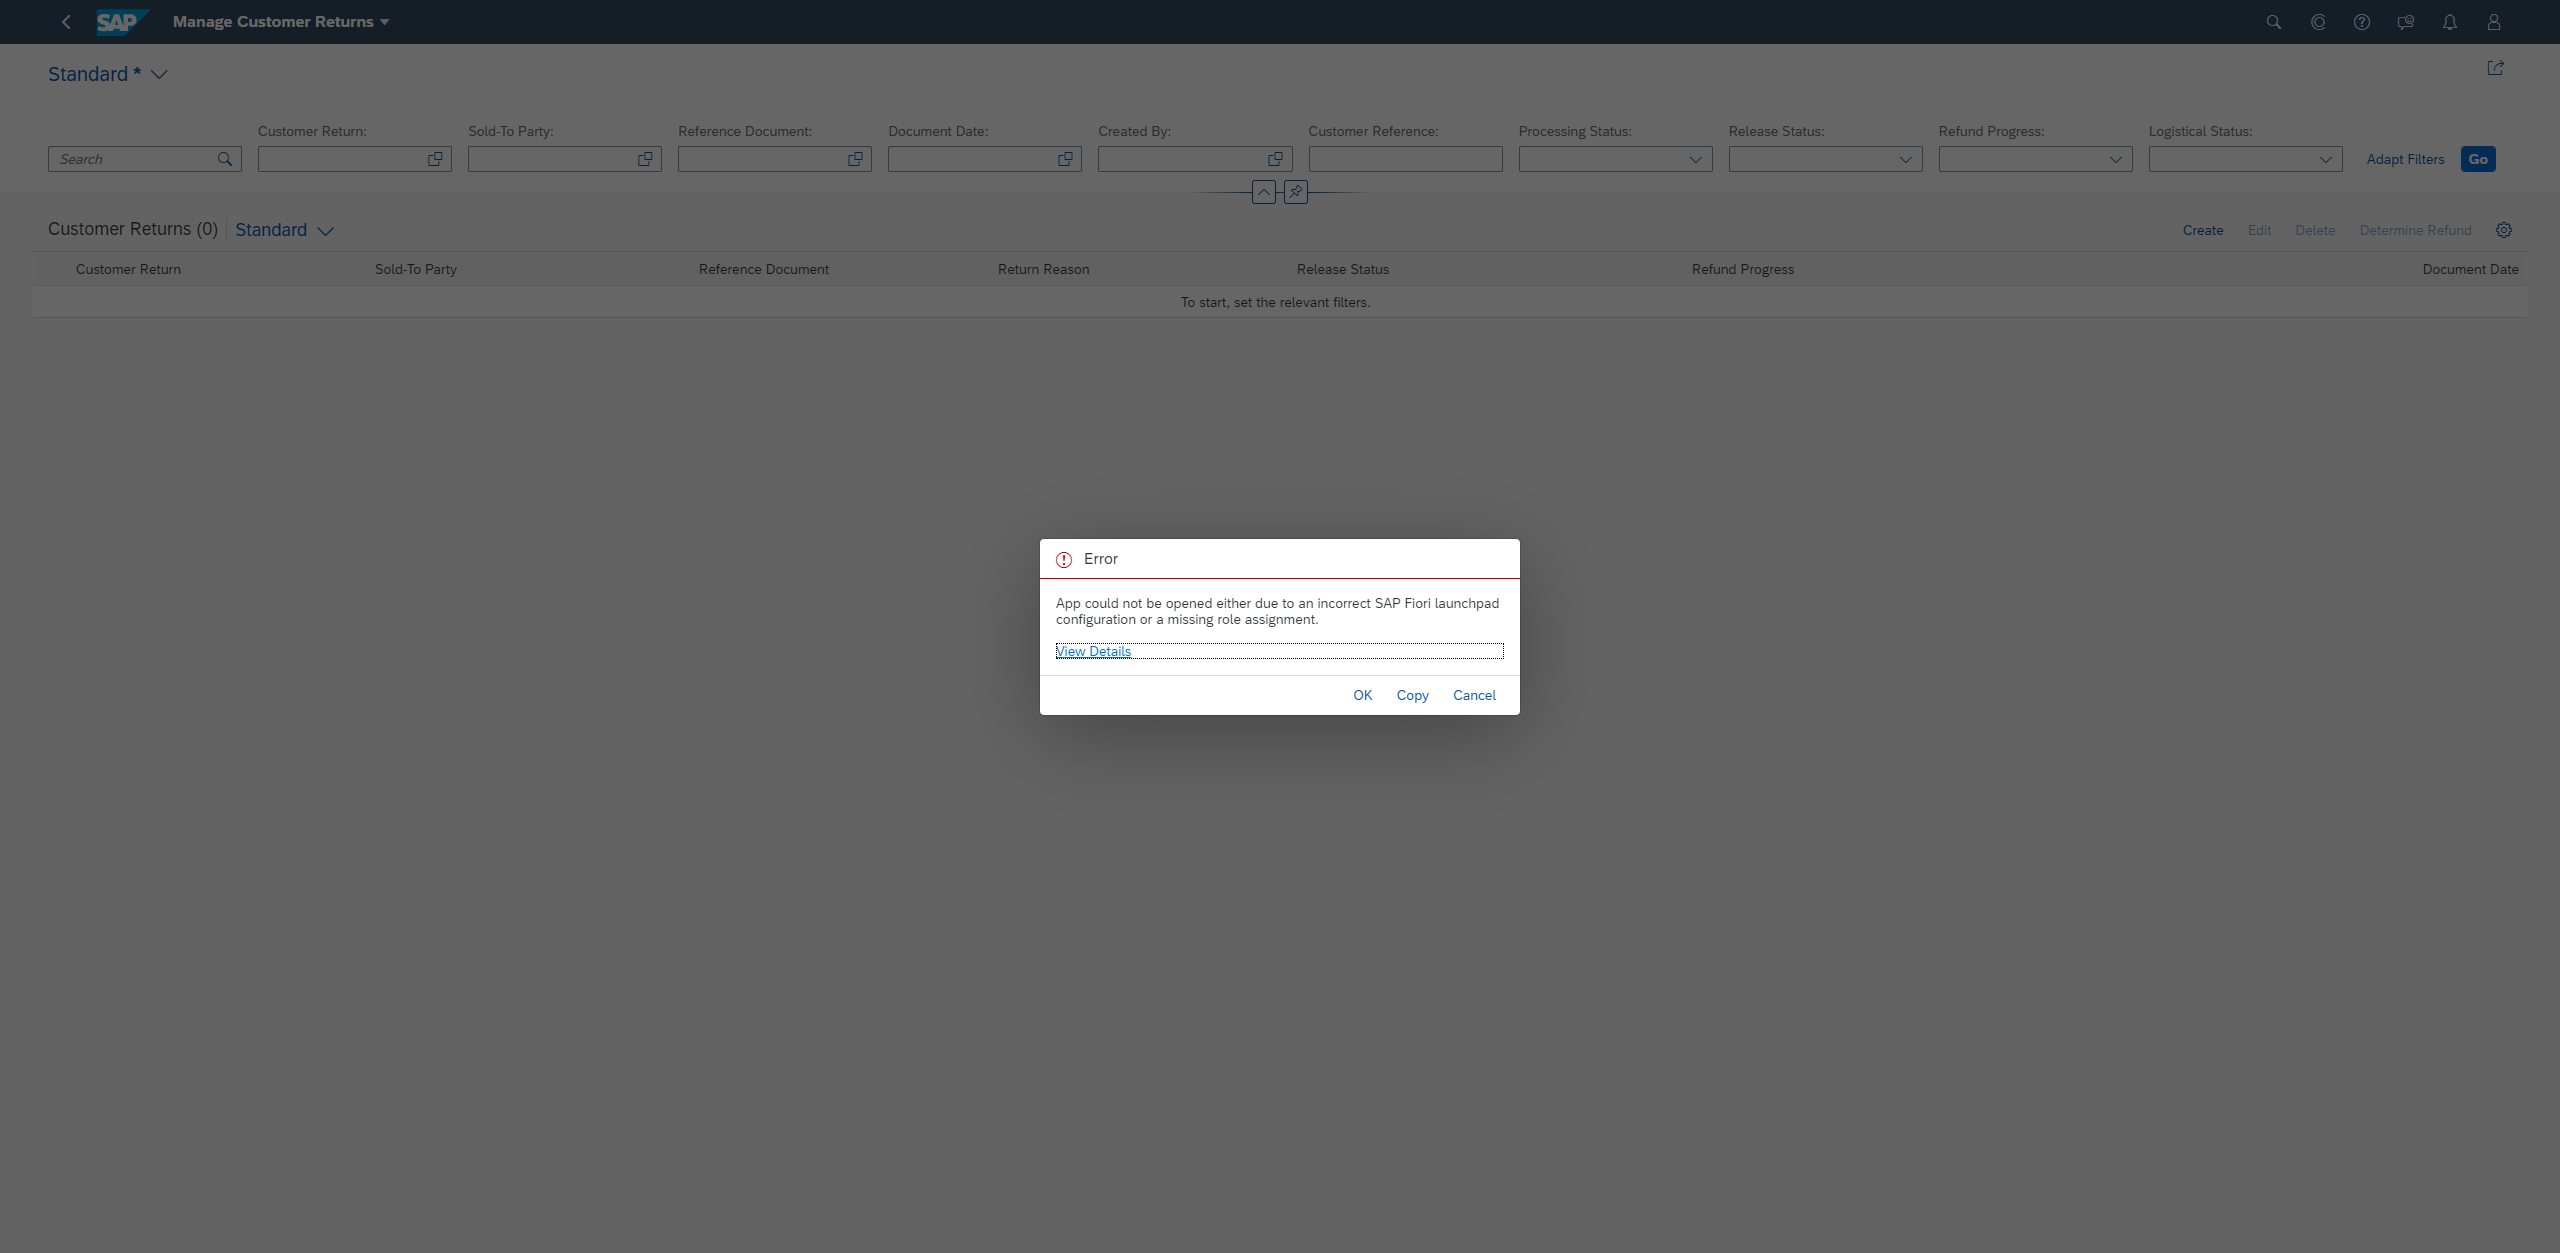 SAP Manage Customer Returns
Standard *
Customer Return: Sold-To Party: Reference Document: Document Date: Created By: Customer Reference: Processing Status: Release Status: Refund Progress: Logistical Status:
Search Adapt Filters Go
Customer Returns (0) Standard Create Edit Delete Determine Refund
Customer Return Sold-To Party Reference Document Return Reason Release Status Refund Progress Document Date
To start, set the relevant filters.
Error
App could not be opened either due to an incorrect SAP Fiori launchpad
configuration or a missing role assignment.
View Details
OK Copy Cancel